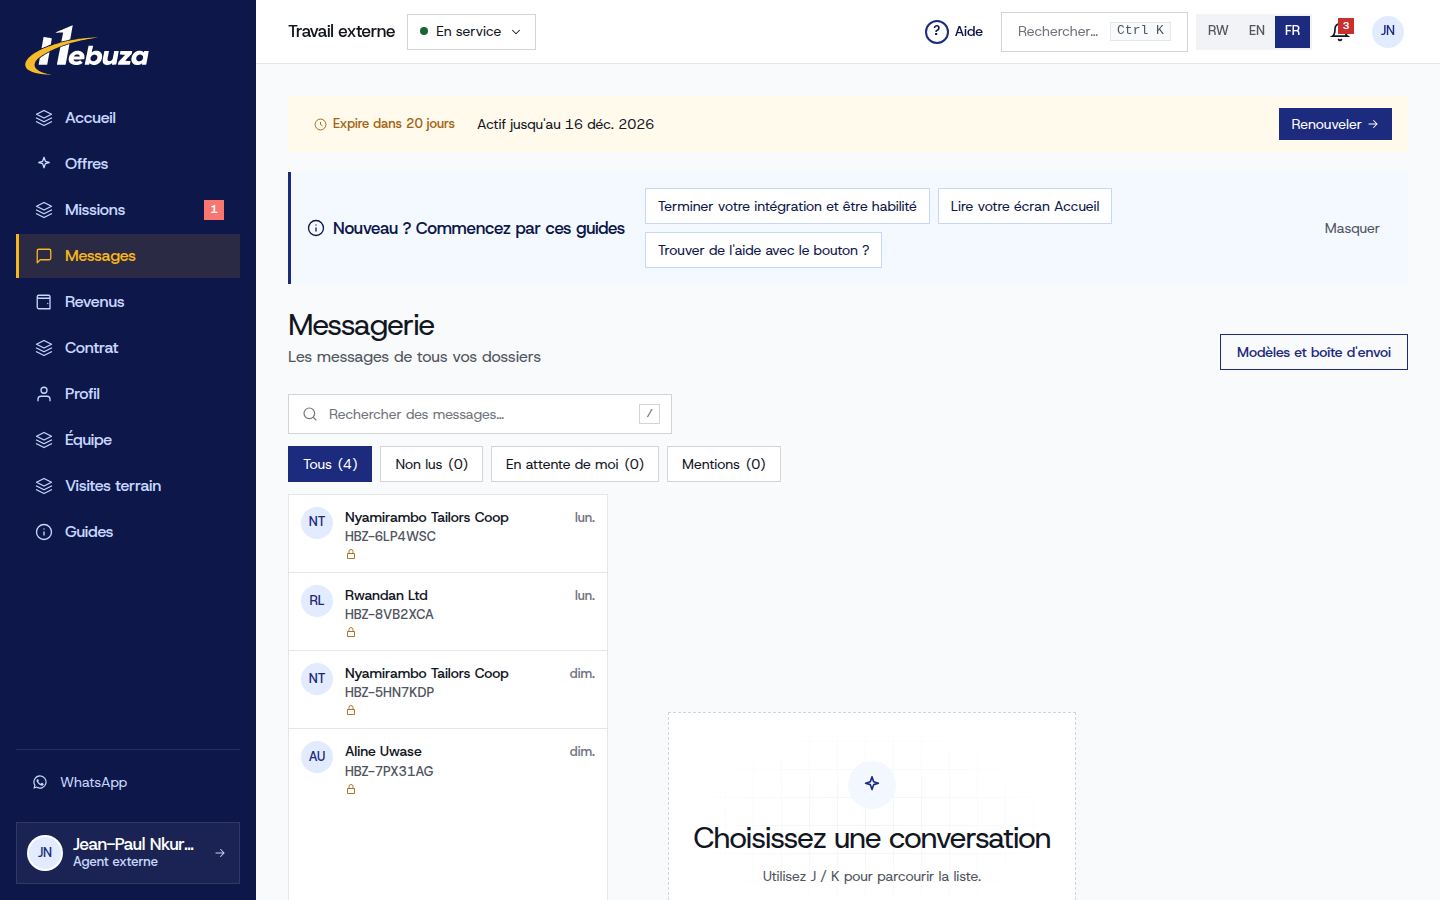 Hebuza
Travail externe
En service
Aide
Rechercher...
Ctrl K
RW
EN
FR
3
JN
Accueil
Offres
Missions
1
Messages
Revenus
Contrat
Profil
Équipe
Visites terrain
Guides
WhatsApp
JN
Jean-Paul Nkur...
Agent externe
Expire dans 20 jours
Actif jusqu'au 16 déc. 2026
Renouveler
Nouveau ? Commencez par ces guides
Terminer votre intégration et être habilité
Lire votre écran Accueil
Trouver de l'aide avec le bouton ?
Masquer
Messagerie
Les messages de tous vos dossiers
Modèles et boîte d'envoi
Rechercher des messages...
/
Tous (4)
Non lus (0)
En attente de moi (0)
Mentions (0)
NT
Nyamirambo Tailors Coop
lun.
HBZ-6LP4WSC
RL
Rwandan Ltd
lun.
HBZ-8VB2XCA
NT
Nyamirambo Tailors Coop
dim.
HBZ-5HN7KDP
AU
Aline Uwase
dim.
HBZ-7PX31AG
Choisissez une conversation
Utilisez J / K pour parcourir la liste.